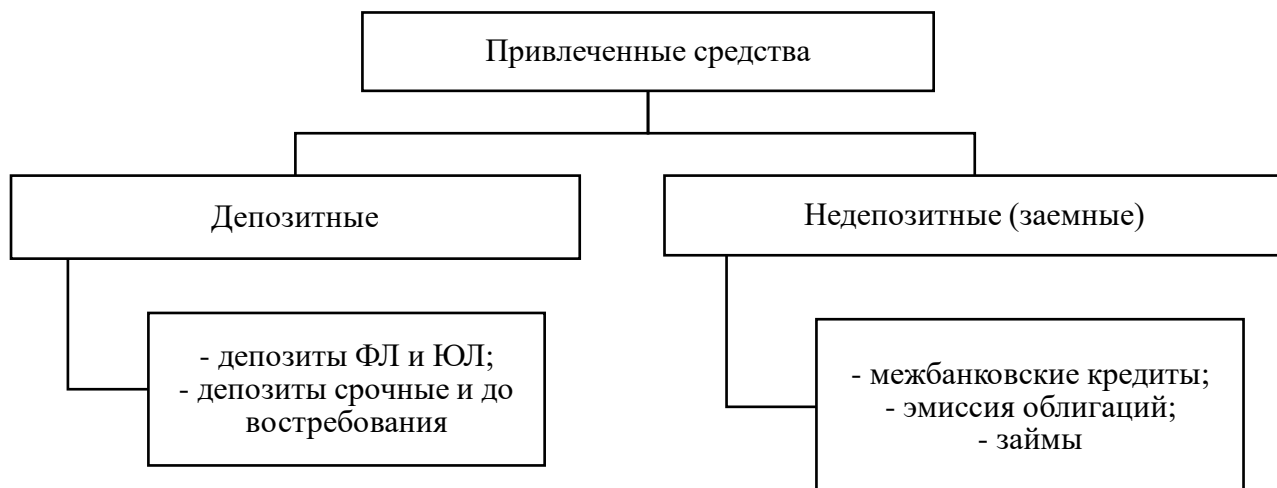 Привлеченные средства
Депозитные
Недепозитные (заемные)
- депозиты ФЛ и ЮЛ;
- депозиты срочные и до
востребования
- межбанковские кредиты;
- эмиссия облигаций;
- займы